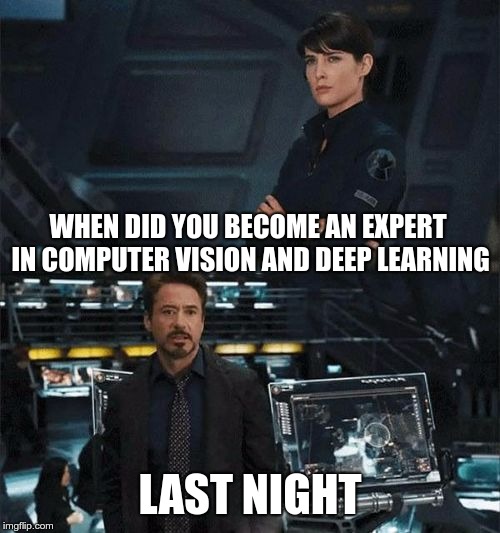 WHEN DID YOU BECOME AN EXPERT
IN COMPUTER VISION AND DEEP LEARNING
LAST NIGHT
imgflip.com